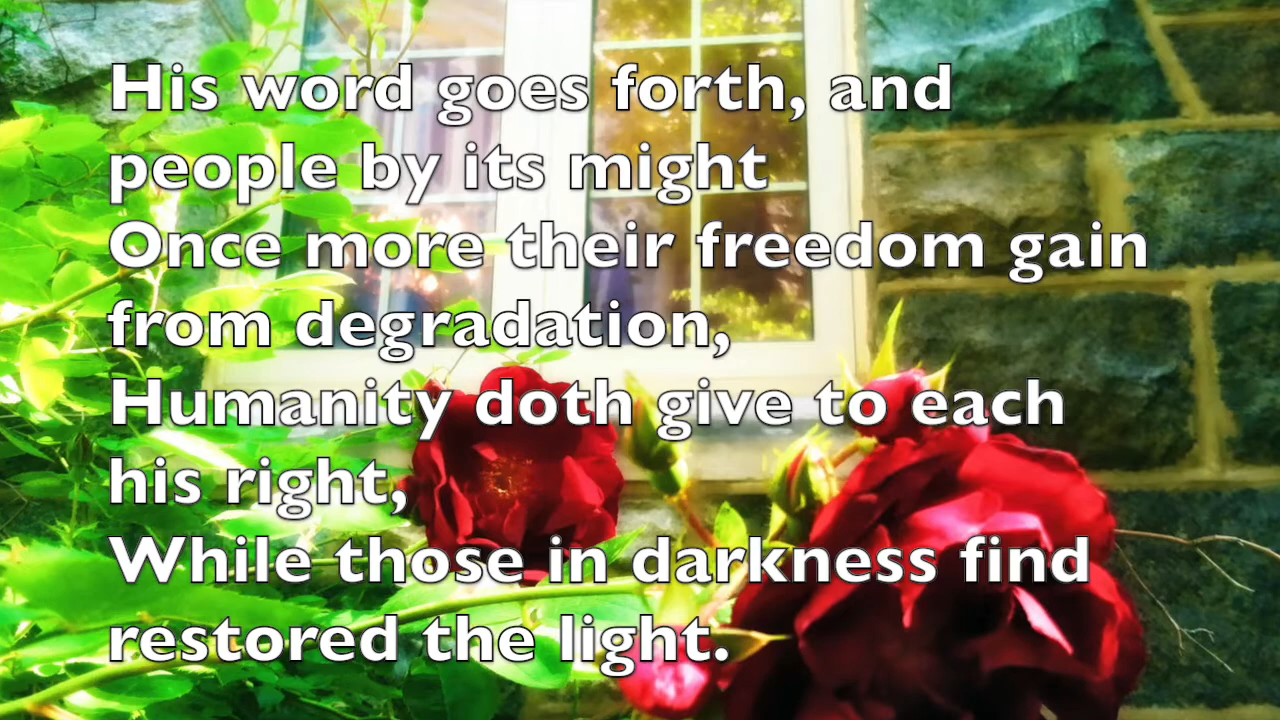 His word goes forth, and
people by its might
Once more their freedom gain
from degradation,
Humanity doth give to each
his right,
While those in darkness find
restored the light.